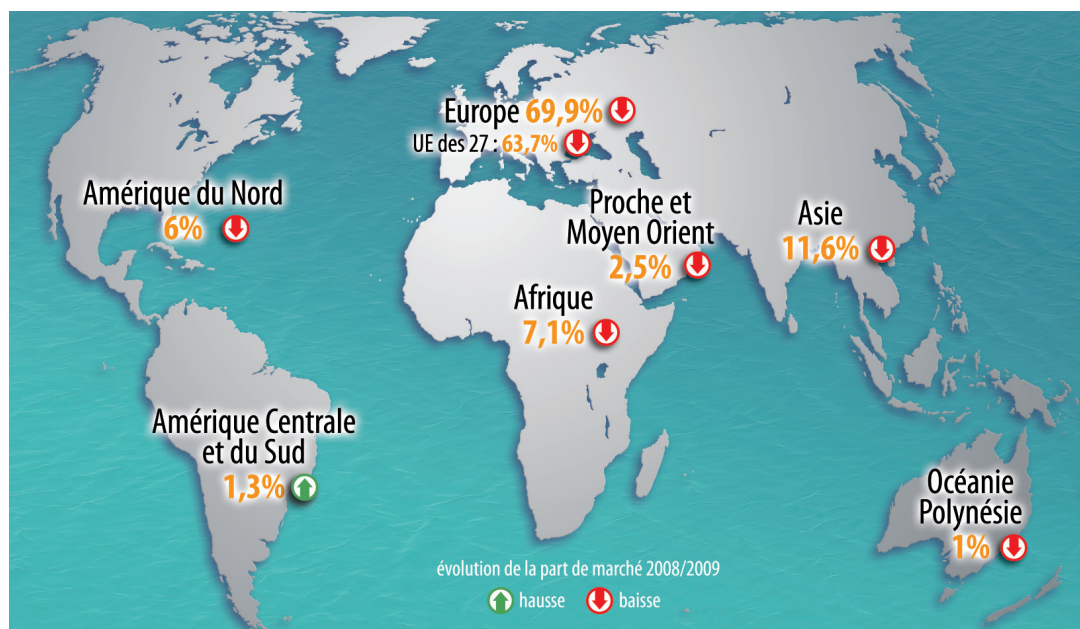 Europe 69,9%
UE des 27 : 63,7%
Amérique du Nord
6%
Proche et
Moyen Orient
2,5%
Asie
11,6%
Afrique
7,1%
Amérique Centrale
et du Sud
1,3%
Océanie
Polynésie
1%
évolution de la part de marché 2008/2009
hausse baisse